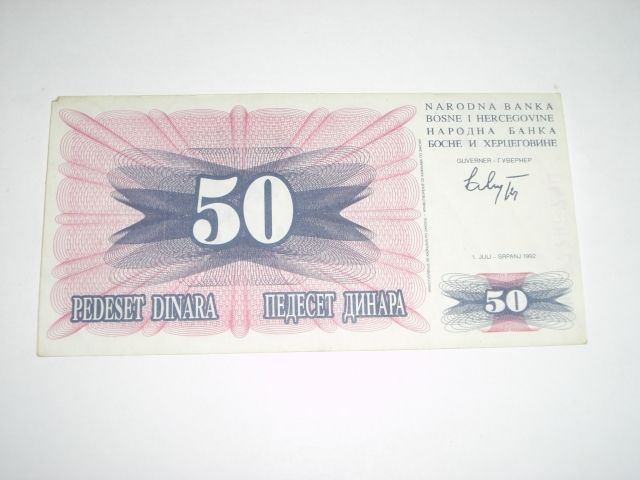 NARODNA BANKA
BOSNE I HERCEGOVINE
НАРОДНА БАНКА
БОСНЕ И ХЕРЦЕГОВИНЕ
GUVERNER - ГУВЕРНЕР
1. JULI - SRPANJ 1992
50
PEDESET DINARA
ПЕДЕСЕТ ДИНАРА
50